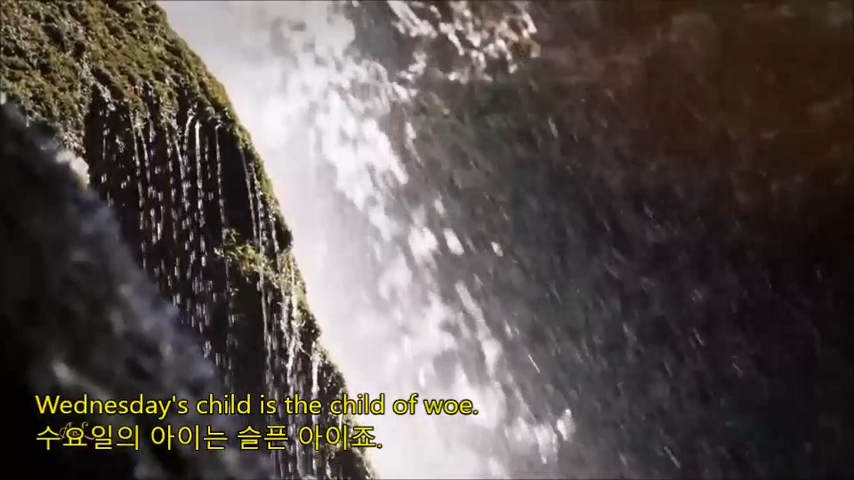 Wednesday's child is the child of woe.
수요일의 아이는 슬픈 아이죠.